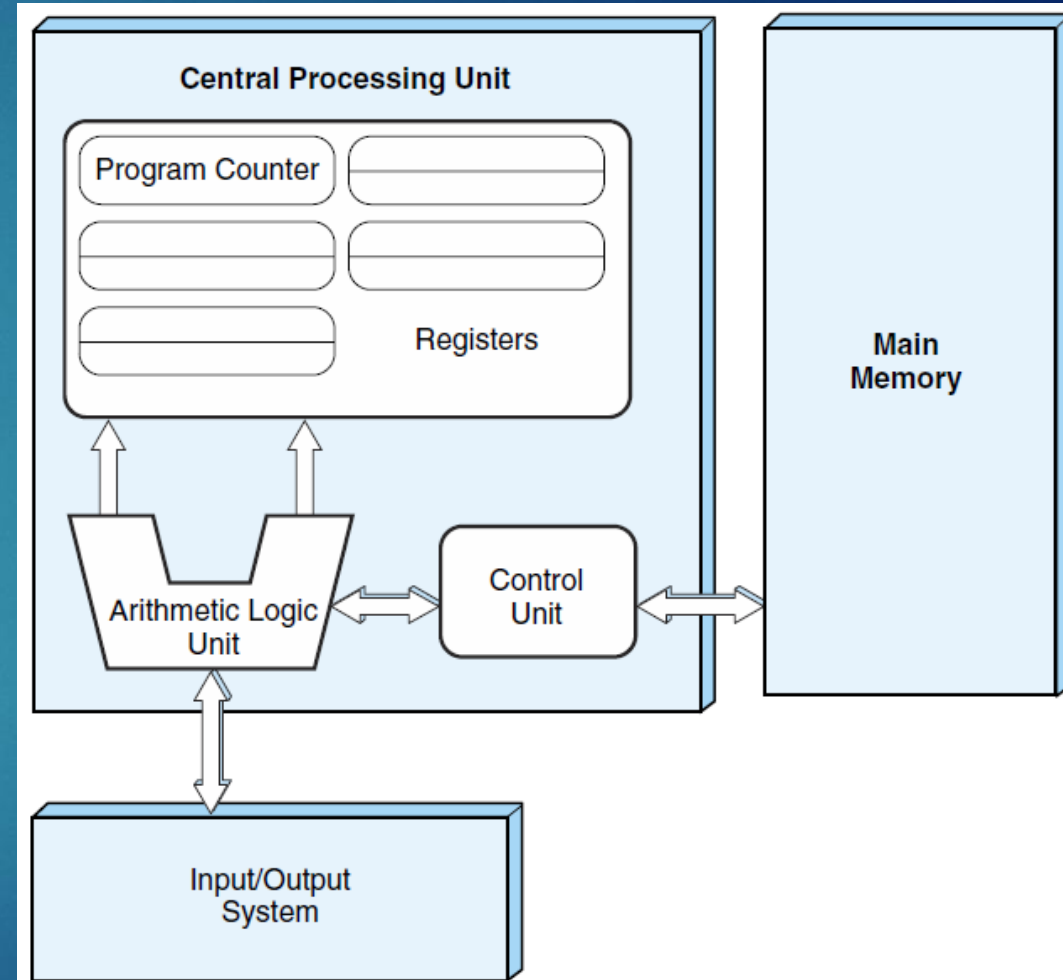 Central Processing Unit
Program Counter
Registers
Main
Memory
Arithmetic Logic
Unit
Control
Unit
Input/Output
System